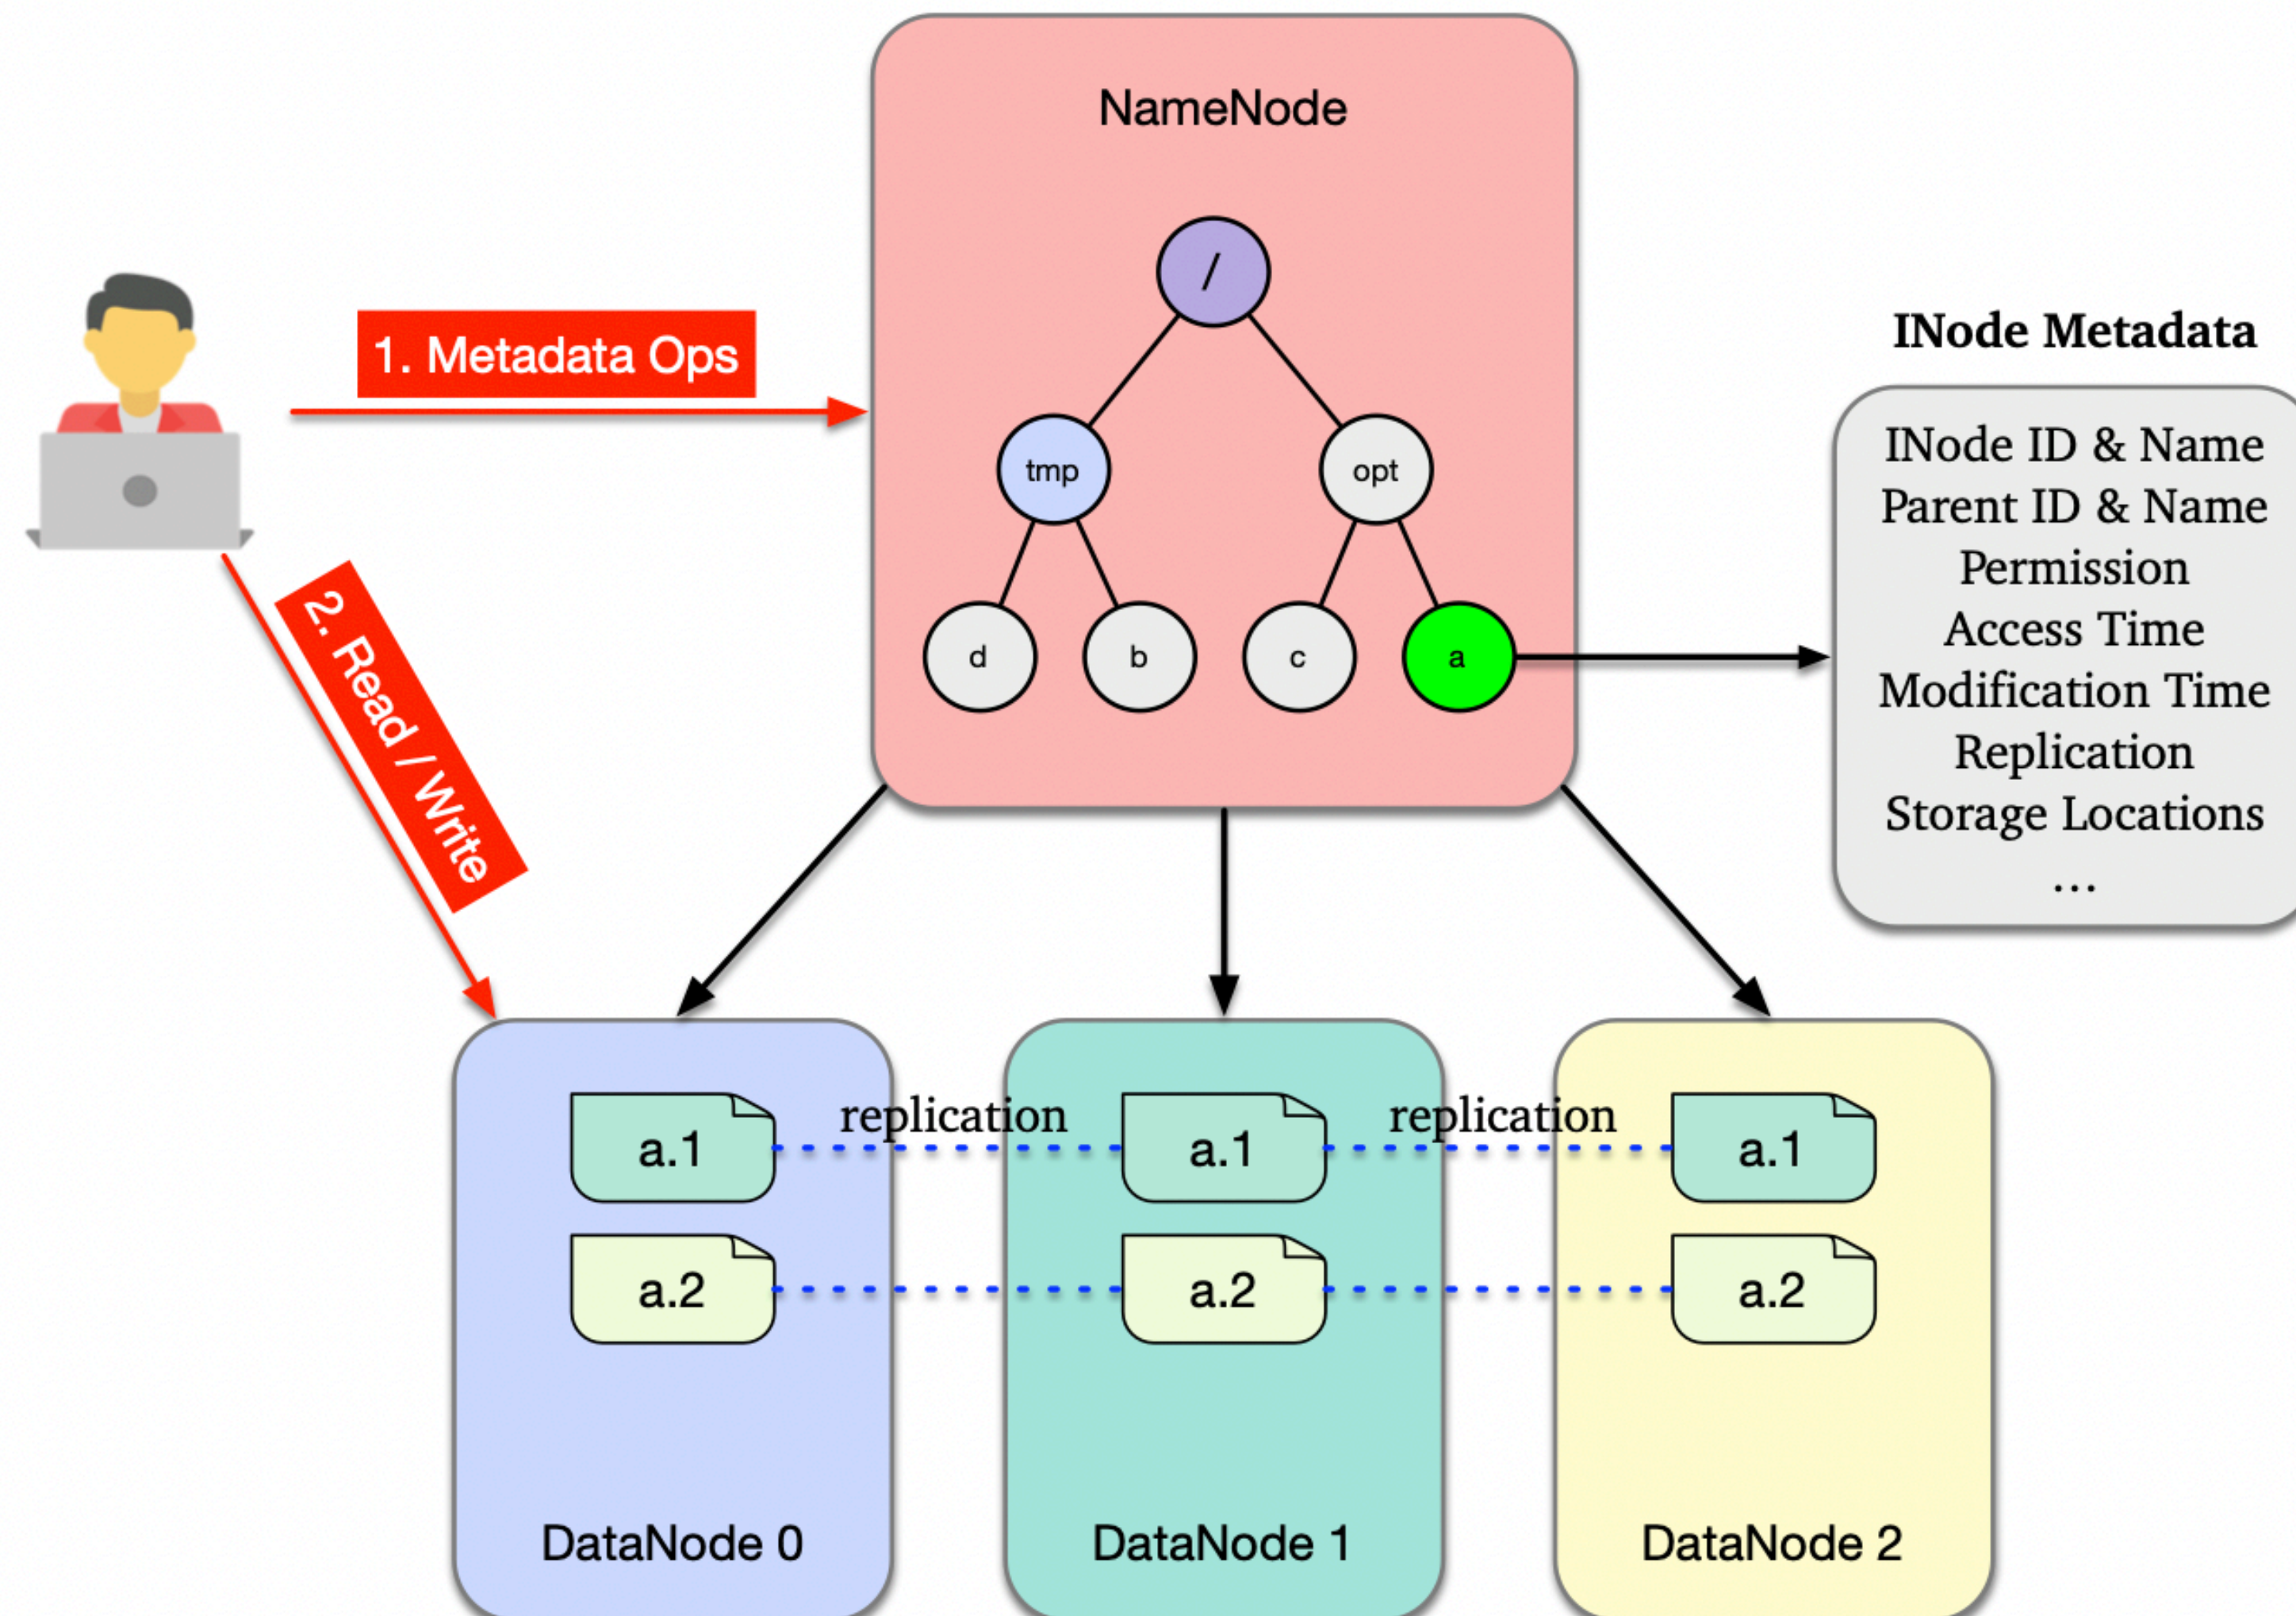 NameNode
/
1. Metadata Ops
tmp
opt
d
b
c
a
INode Metadata
INode ID & Name
Parent ID & Name
Permission
Access Time
Modification Time
Replication
Storage Locations
...
2. Read / Write
replication
replication
a.1
a.1
a.1
a.2
a.2
a.2
DataNode 0
DataNode 1
DataNode 2